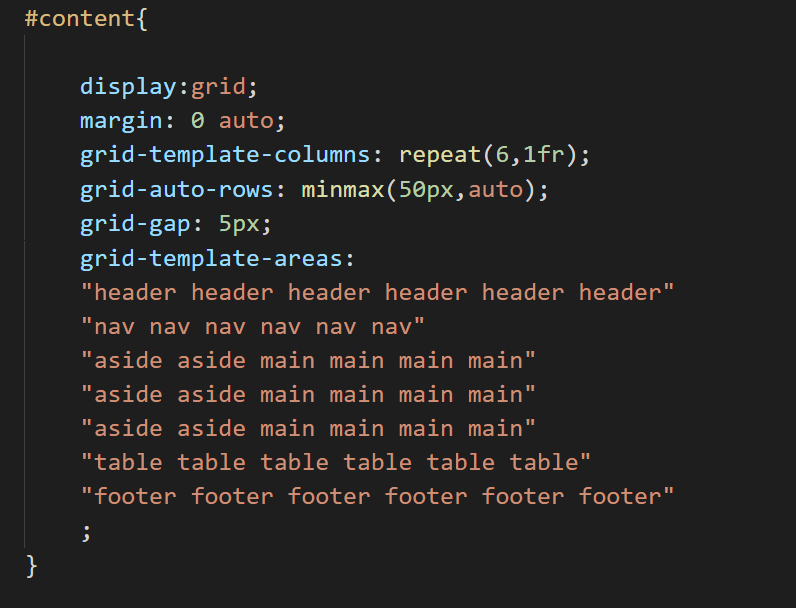 #content{
display:grid;
margin: 0 auto;
grid-template-columns: repeat(6,1fr);
grid-auto-rows: minmax(50px,auto);
grid-gap: 5px;
grid-template-areas:
"header header header header header header"
"nav nav nav nav nav nav"
"aside aside main main main main"
"aside aside main main main main"
"aside aside main main main main"
"table table table table table table"
"footer footer footer footer footer footer"
;
}